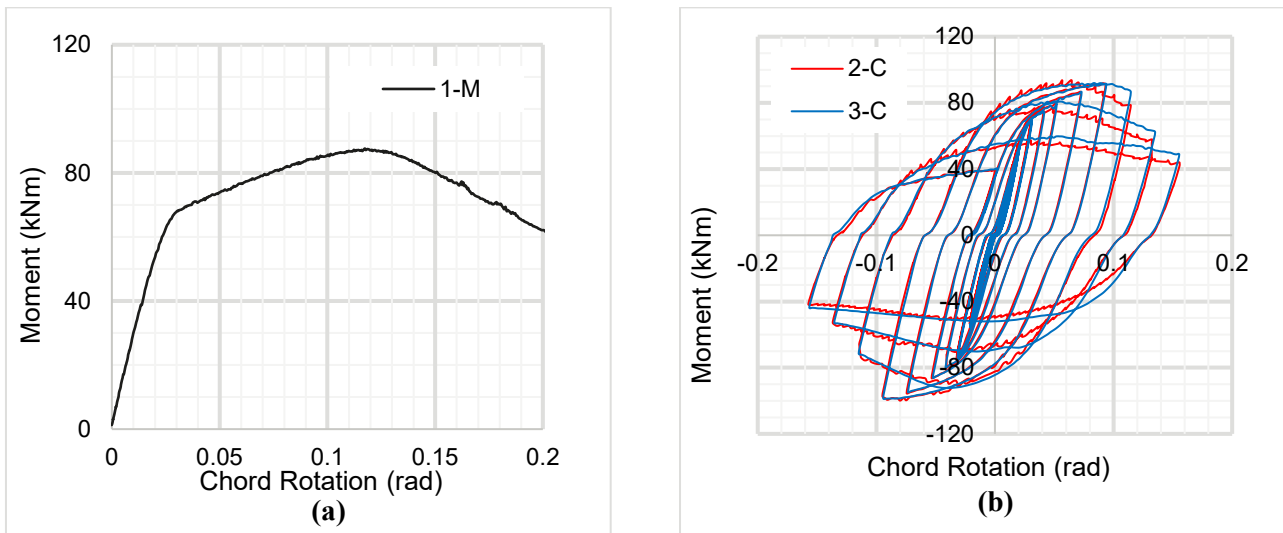 120
80
40
0
Moment (kNm)
1-M
0
0.05
0.1
0.15
0.2
Chord Rotation (rad)
(a)
2-C
3-C
120
80
40
0
-40
-80
-120
Moment (kNm)
-0.2
-0.1
0
0.1
0.2
Chord Rotation (rad)
(b)